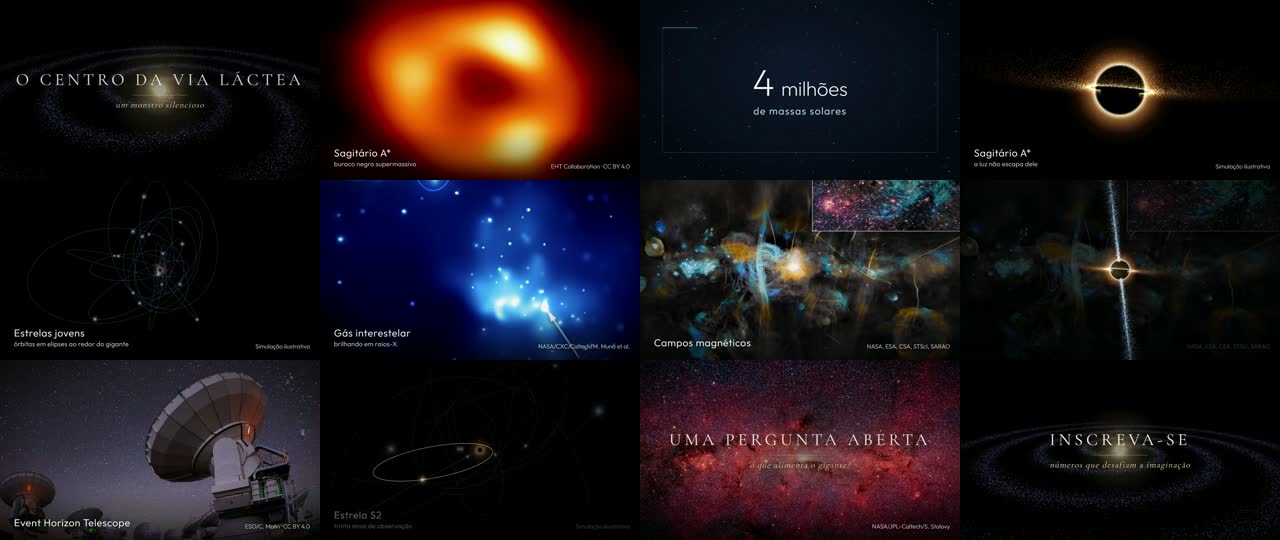 O CENTRO DA VIA LÁCTEA
um monstro silencioso
Sagitário A*
buraco negro supermassivo
EHT Collaboration · CC BY 4.0
4 milhões
de massas solares
Sagitário A*
a luz não escapa dele
Simulação ilustrativa
Estrelas jovens
órbitas em elipses ao redor do gigante
Simulação ilustrativa
Gás interestelar
brilhando em raios-X
NASA/CXC/Caltech/M. Muno et al.
Campos magnéticos
NASA, ESA, CSA, STScI, SARAO
NASA, ESA, CSA, STScI, SARAO
Event Horizon Telescope
ESO/C. Malin · CC BY 4.0
Estrela S2
trinta anos de observação
Simulação ilustrativa
UMA PERGUNTA ABERTA
o que alimenta o gigante?
NASA/JPL-Caltech/S. Stolovy
INSCREVA-SE
números que desafiam a imaginação